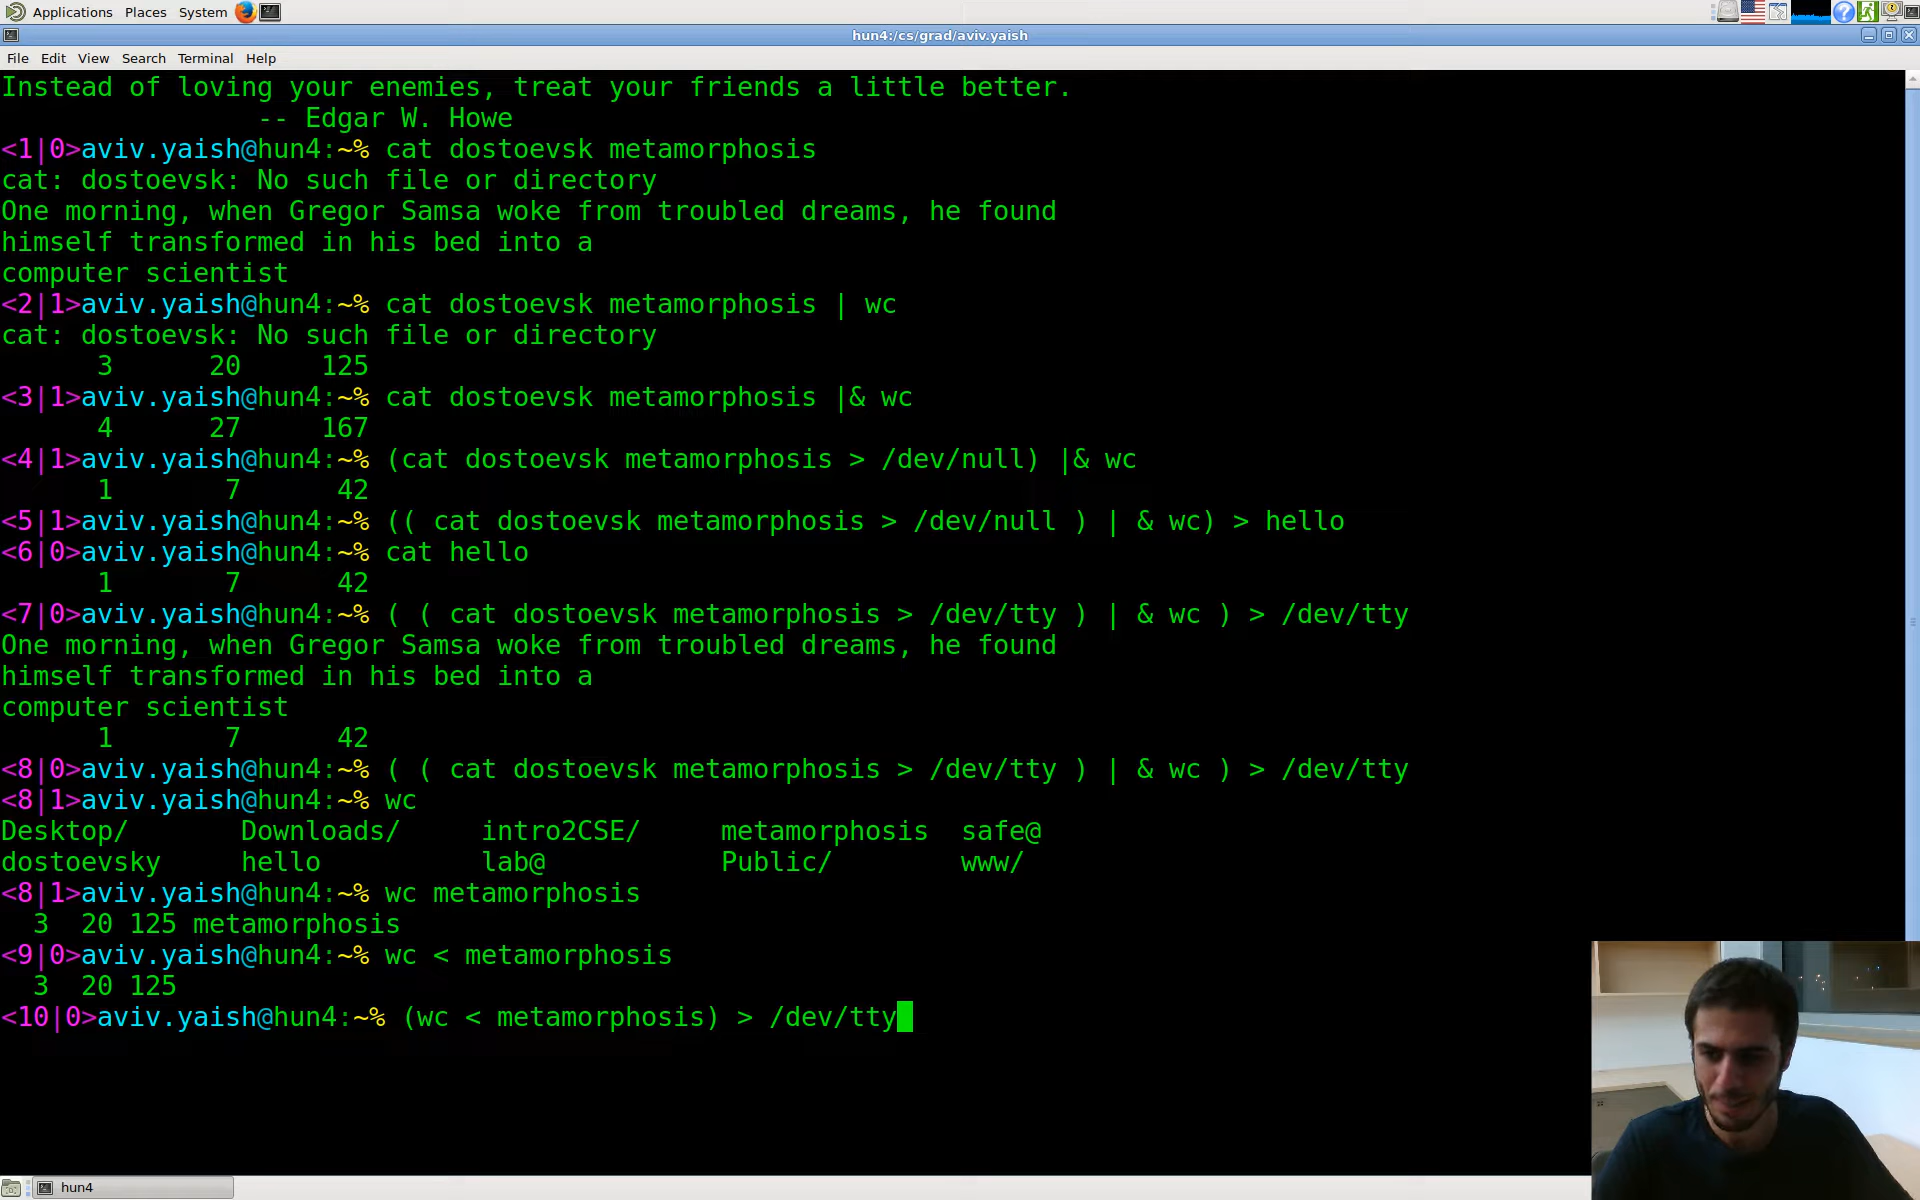 Applications Places System
hun4:/cs/grad/aviv.yaish
File Edit View Search Terminal Help
Instead of loving your enemies, treat your friends a little better.
-- Edgar W. Howe
<1|0>aviv.yaish@hun4:~% cat dostoevsk metamorphosis
cat: dostoevsk: No such file or directory
One morning, when Gregor Samsa woke from troubled dreams, he found
himself transformed in his bed into a
computer scientist
<2|1>aviv.yaish@hun4:~% cat dostoevsk metamorphosis | wc
cat: dostoevsk: No such file or directory
3 20 125
<3|1>aviv.yaish@hun4:~% cat dostoevsk metamorphosis |& wc
4 27 167
<4|1>aviv.yaish@hun4:~% (cat dostoevsk metamorphosis > /dev/null) |& wc
1 7 42
<5|1>aviv.yaish@hun4:~% (( cat dostoevsk metamorphosis > /dev/null ) | & wc) > hello
<6|0>aviv.yaish@hun4:~% cat hello
1 7 42
<7|0>aviv.yaish@hun4:~% ( ( cat dostoevsk metamorphosis > /dev/tty ) | & wc ) > /dev/tty
One morning, when Gregor Samsa woke from troubled dreams, he found
himself transformed in his bed into a
computer scientist
1 7 42
<8|0>aviv.yaish@hun4:~% ( ( cat dostoevsk metamorphosis > /dev/tty ) | & wc ) > /dev/tty
<8|1>aviv.yaish@hun4:~% wc
Desktop/ Downloads/ intro2CSE/ metamorphosis safe@
dostoevsky hello lab@ Public/ www/
<8|1>aviv.yaish@hun4:~% wc metamorphosis
3 20 125 metamorphosis
<9|0>aviv.yaish@hun4:~% wc < metamorphosis
3 20 125
<10|0>aviv.yaish@hun4:~% (wc < metamorphosis) > /dev/tty
hun4